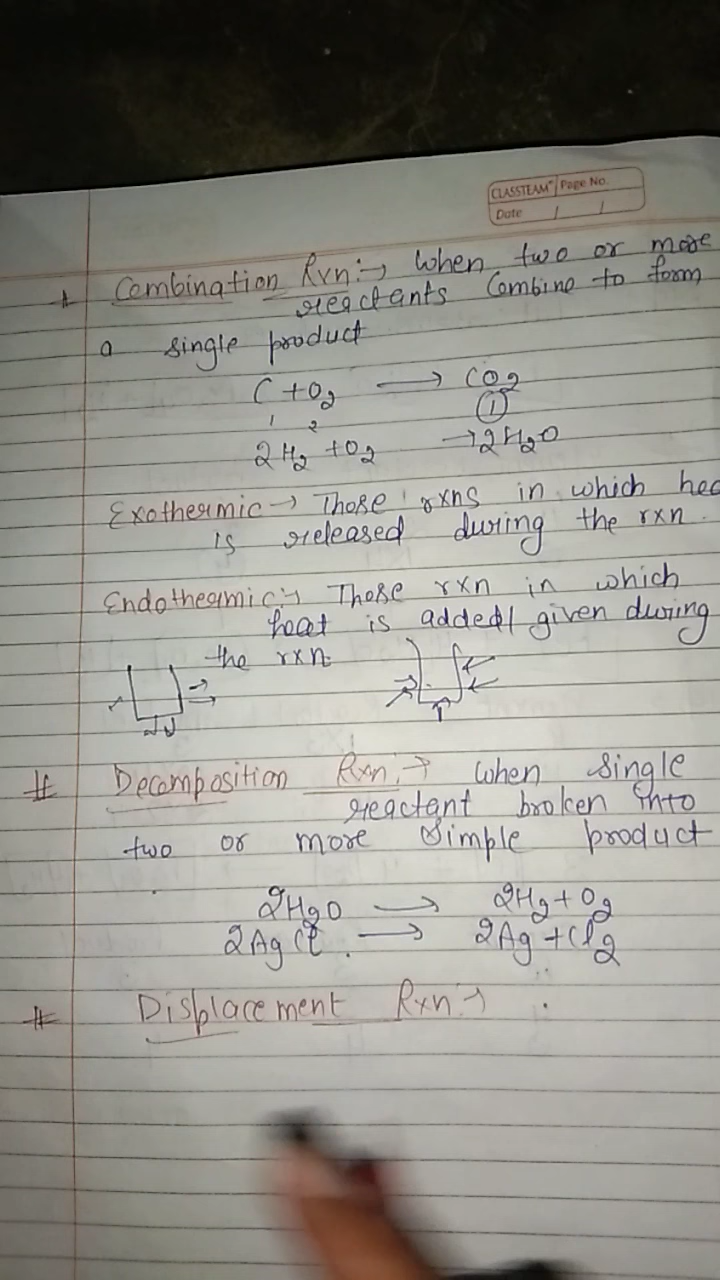 CLASSTEAM Page No.
Date / /
Combination Rxn:→ When two or more
reactants Combine to form
a single product
C + O2 → CO2
1 2 1
2H2 + O2 → 2H2O
Exothermic → Those rxns in which hea
is released during the rxn.
Endothermic:→ Those rxn in which
heat is added/ given during
the rxn.
# Decomposition Rxn:→ When single
reactant broken into
two or more simple product
2H2O → 2H2 + O2
2AgCl → 2Ag + Cl2
# Displacement Rxn:→